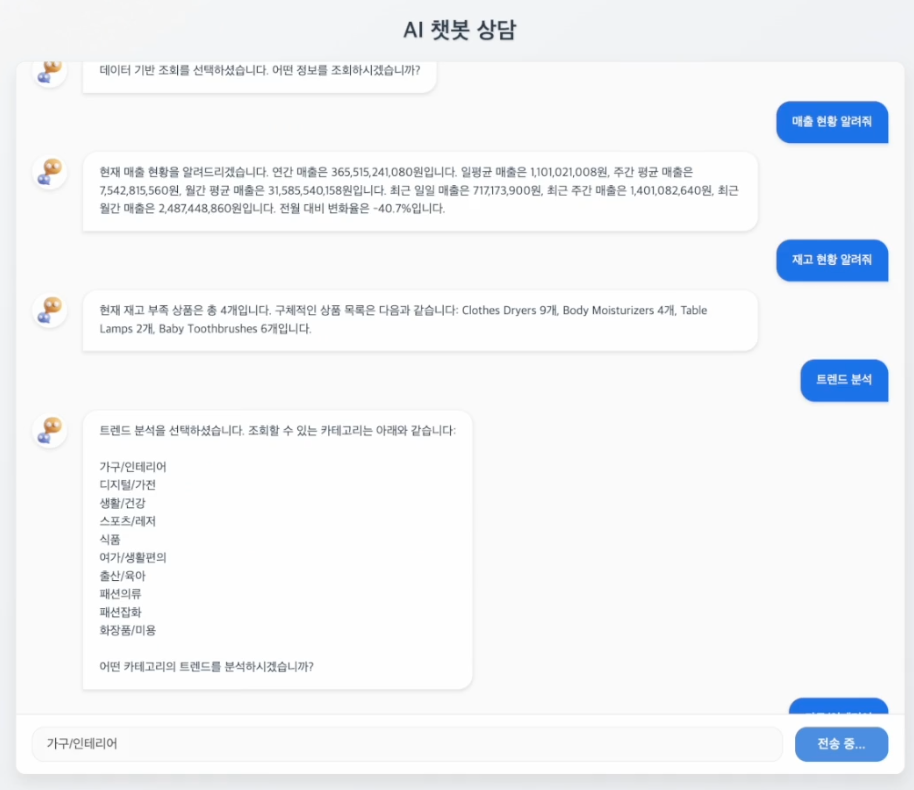 AI 챗봇 상담
데이터 기반 조회를 선택하셨습니다. 어떤 정보를 조회하시겠습니까?
매출 현황 알려줘
현재 매출 현황을 알려드리겠습니다. 연간 매출은 365,515,241,080원입니다. 일평균 매출은 1,101,021,008원, 주간 평균 매출은
7,542,815,560원, 월간 평균 매출은 31,585,540,158원입니다. 최근 일일 매출은 717,173,900원, 최근 주간 매출은 1,401,082,640원, 최근
월간 매출은 2,487,448,860원입니다. 전월 대비 변화율은 -40.7%입니다.
재고 현황 알려줘
현재 재고 부족 상품은 총 4개입니다. 구체적인 상품 목록은 다음과 같습니다: Clothes Dryers 9개, Body Moisturizers 4개, Table
Lamps 2개, Baby Toothbrushes 6개입니다.
트렌드 분석
트렌드 분석을 선택하셨습니다. 조회할 수 있는 카테고리는 아래와 같습니다:
가구/인테리어
디지털/가전
생활/건강
스포츠/레저
식품
여가/생활편의
출산/육아
패션의류
패션잡화
화장품/미용
어떤 카테고리의 트렌드를 분석하시겠습니까?
가구/인테리어
전송 중...